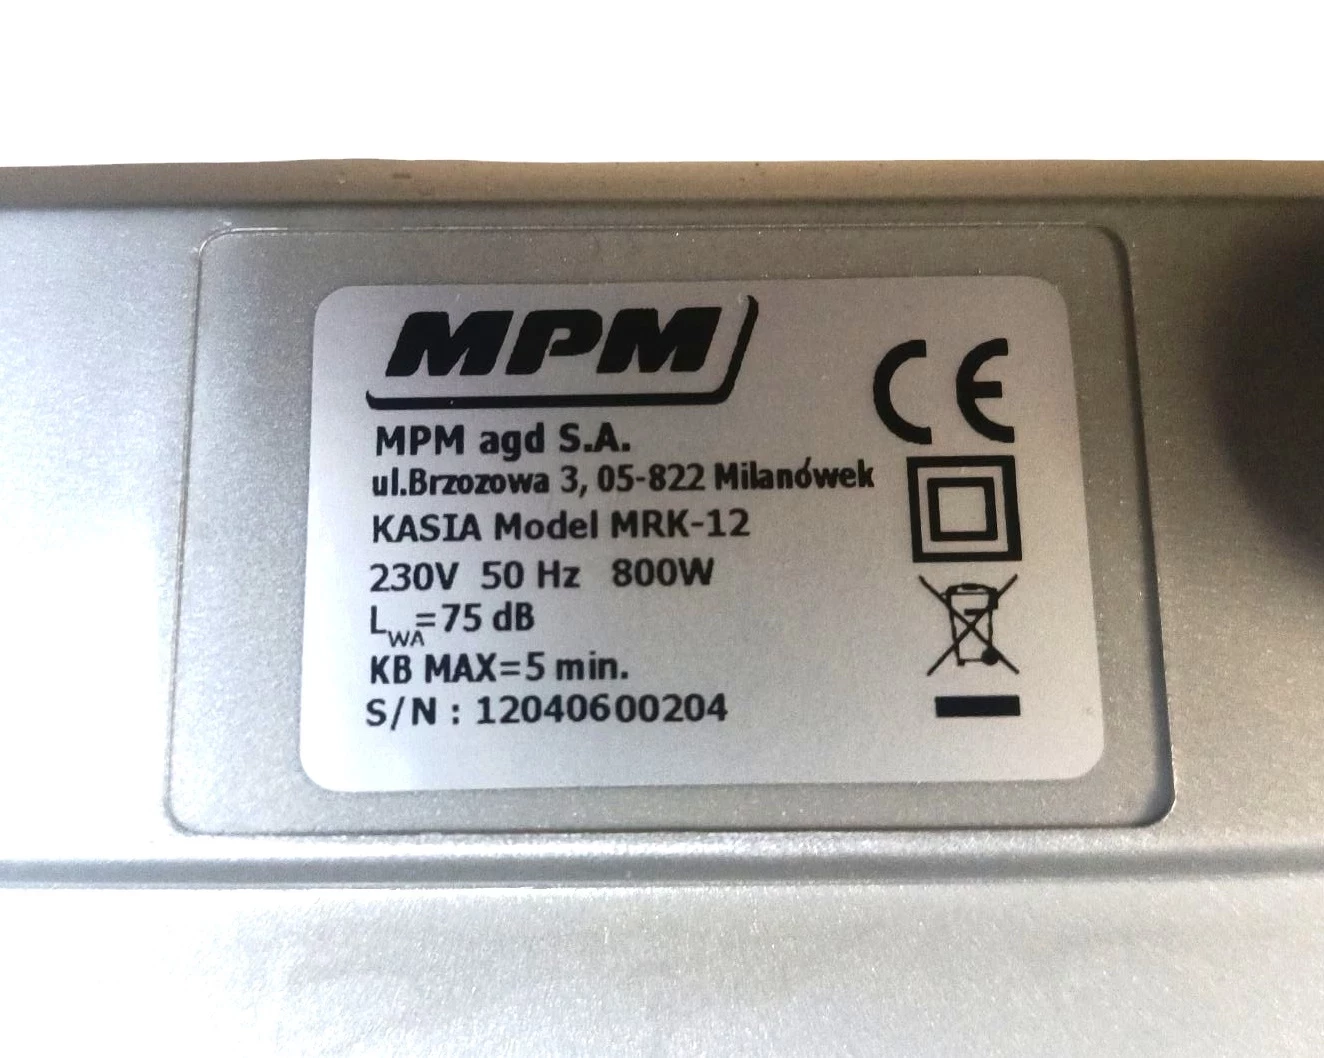 MPM
MPM agd S.A.
ul.Brzozowa 3, 05-822 Milanówek
KASIA Model MRK-12
230V 50 Hz 800W
LWA=75 dB
KB MAX=5 min.
S/N : 12040600204
CE